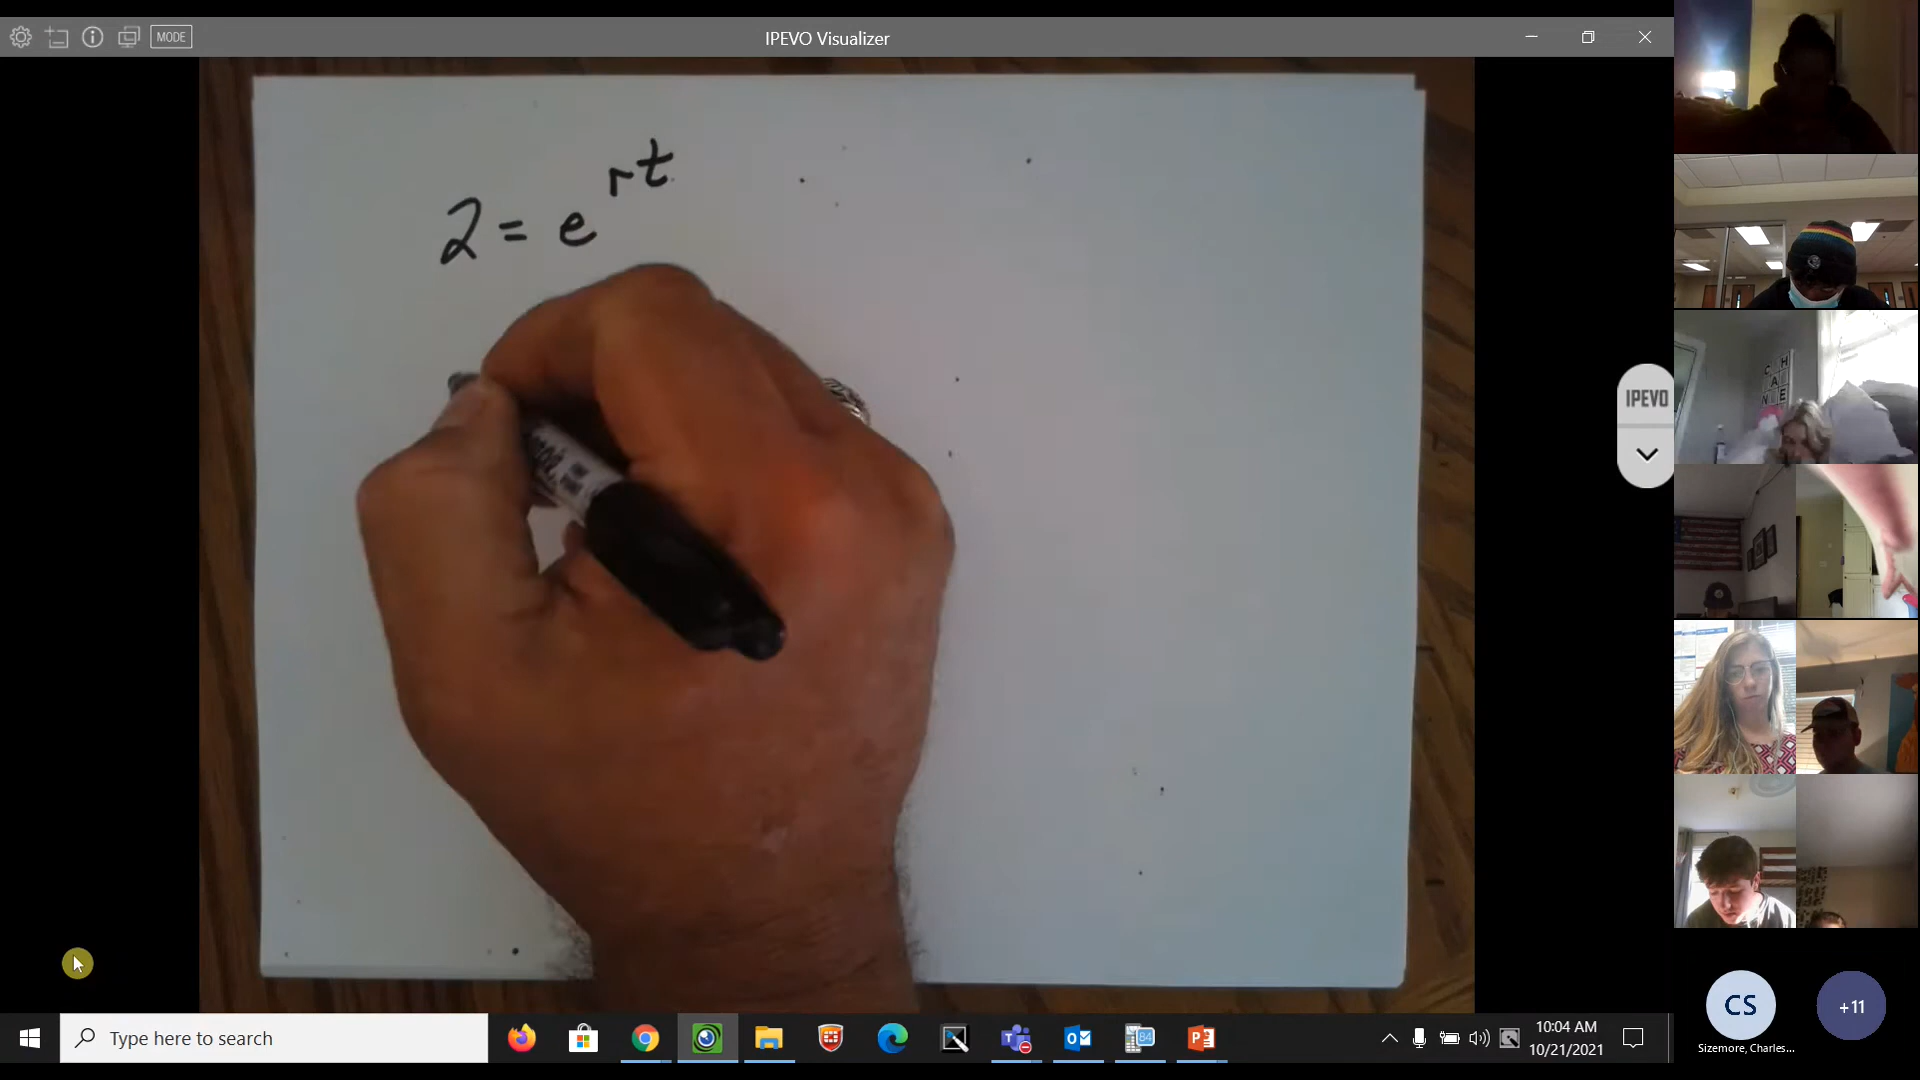 MODE
IPEVO Visualizer
2 = e^rt
IPEVO
CS
+11
Sizemore, Charles...
Type here to search
84
10:04 AM
10/21/2021